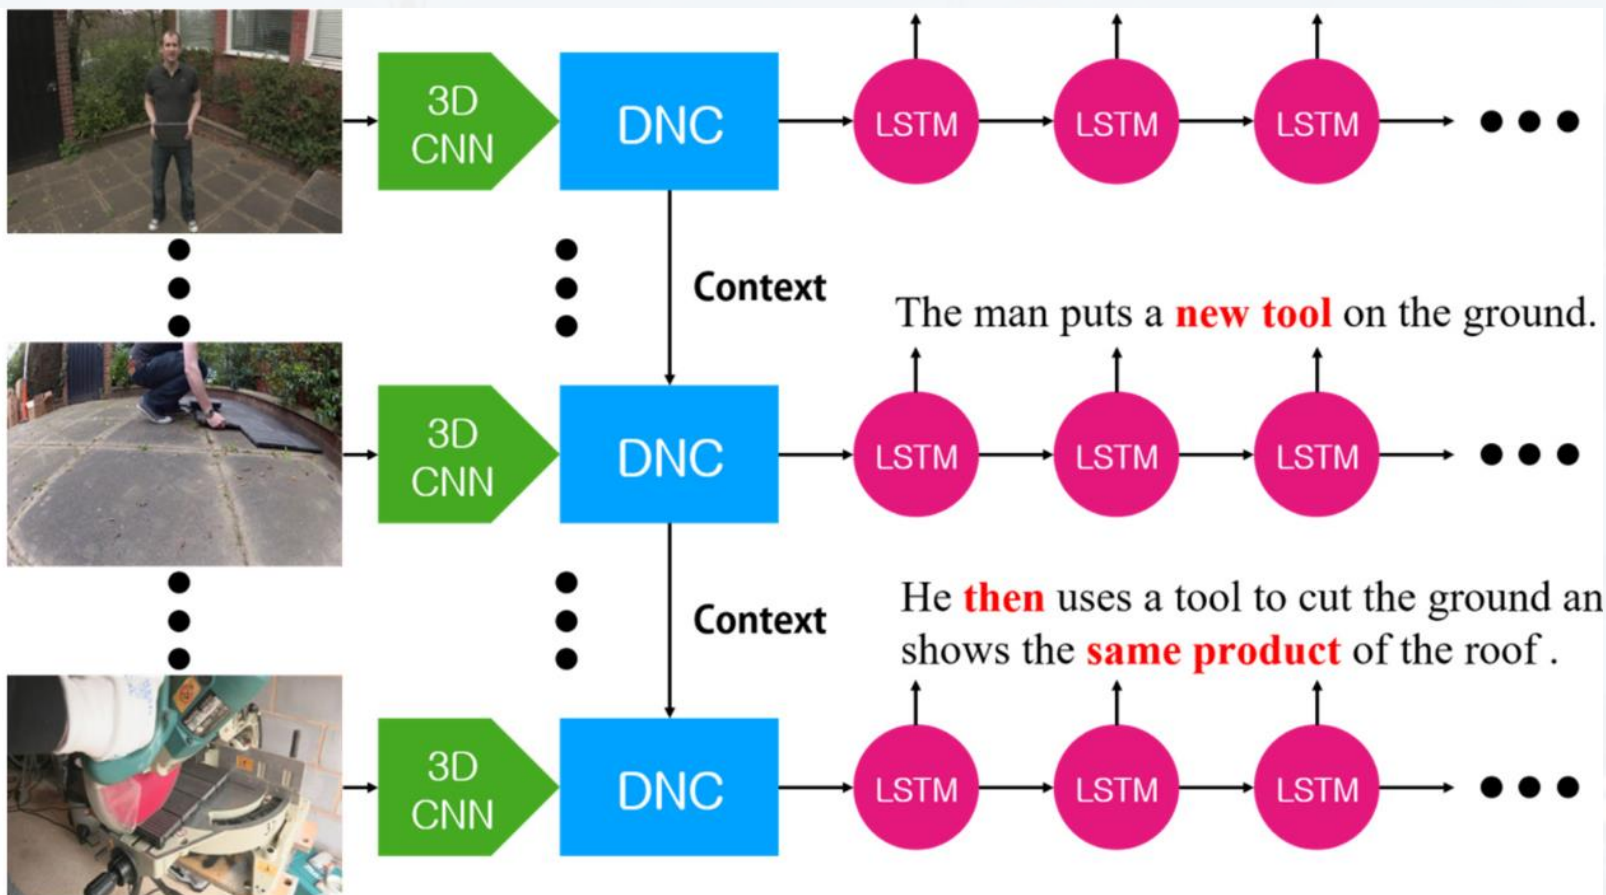 3D
CNN
DNC
LSTM
LSTM
LSTM
Context
The man puts a new tool on the ground.
3D
CNN
DNC
LSTM
LSTM
LSTM
Context
He then uses a tool to cut the ground an
shows the same product of the roof .
3D
CNN
DNC
LSTM
LSTM
LSTM